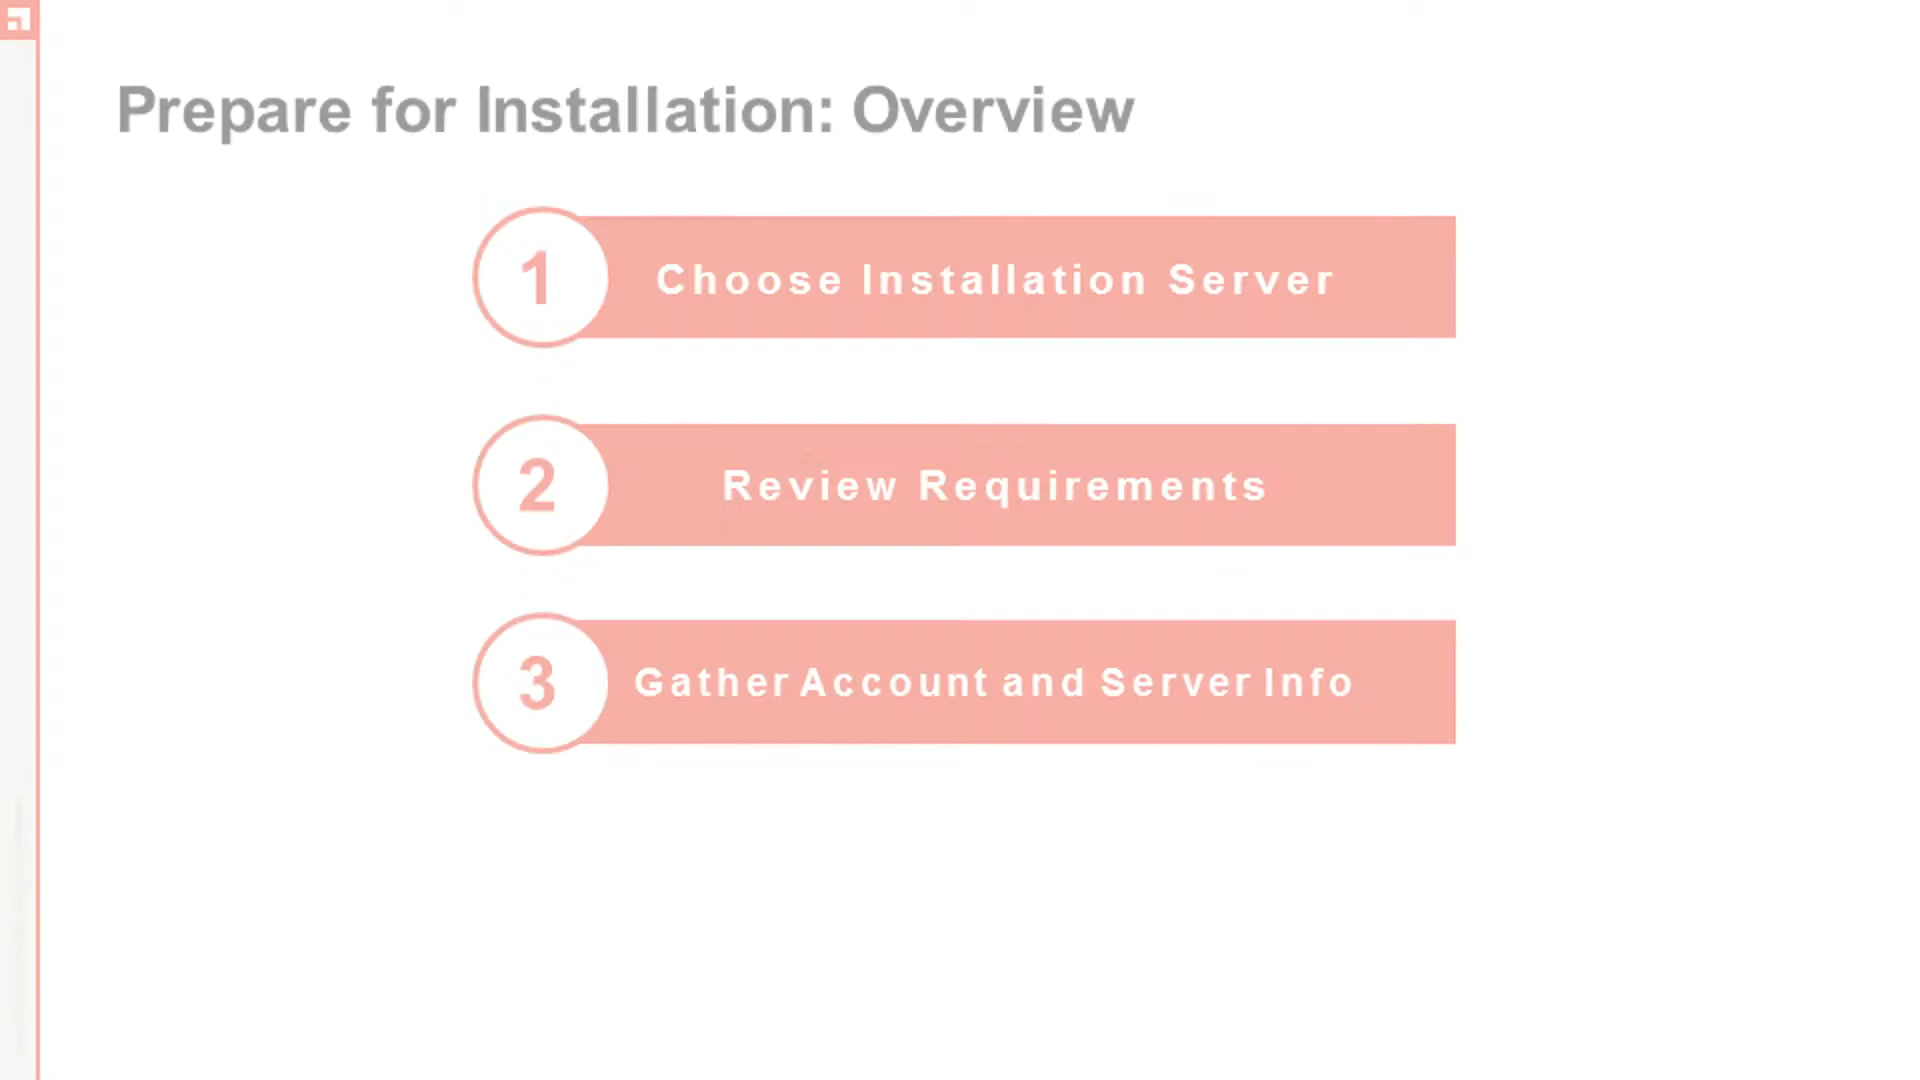 Prepare for Installation: Overview
1
Choose Installation Server
2
Review Requirements
3
Gather Account and Server Info